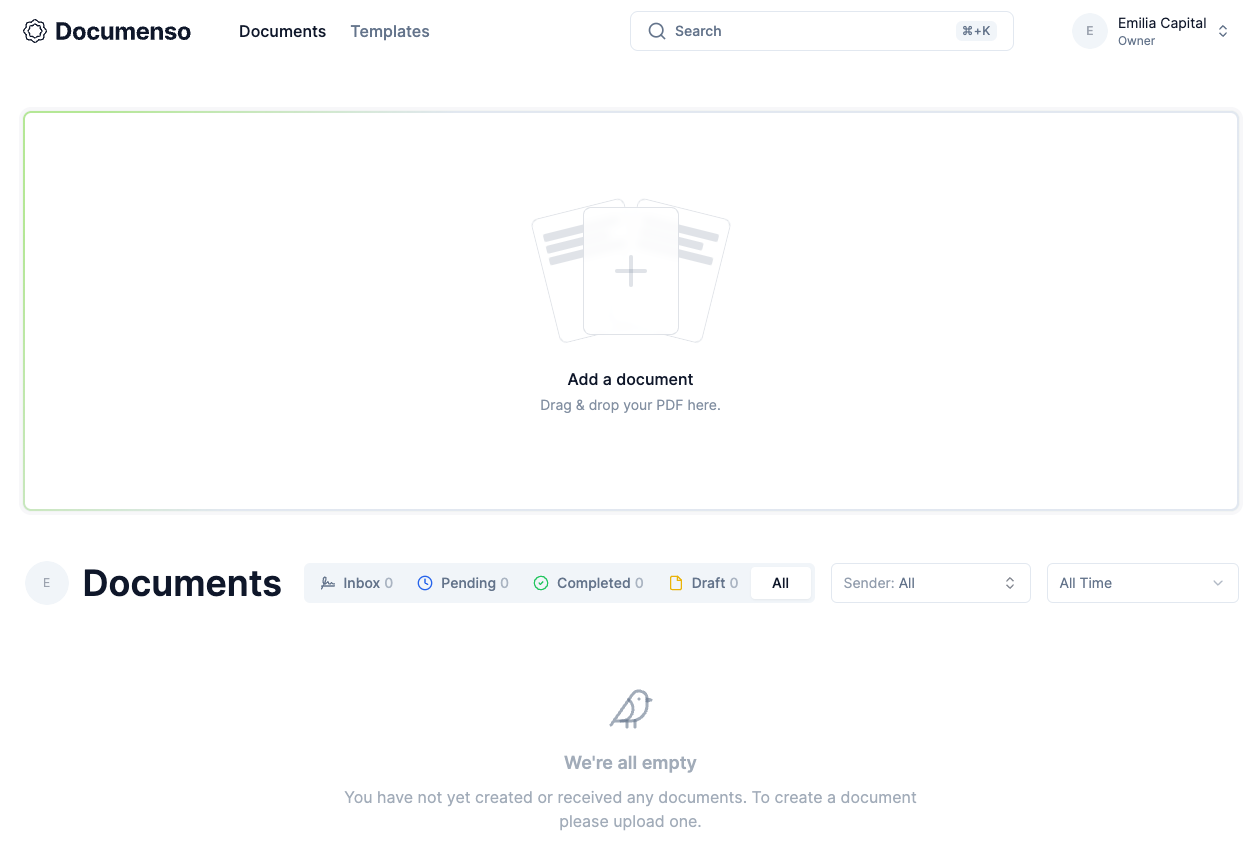 Documenso Documents Templates Search ⌘+K E Emilia Capital
Owner
Add a document
Drag & drop your PDF here.
E Documents Inbox 0 Pending 0 Completed 0 Draft 0 All Sender: All All Time
We're all empty
You have not yet created or received any documents. To create a document
please upload one.